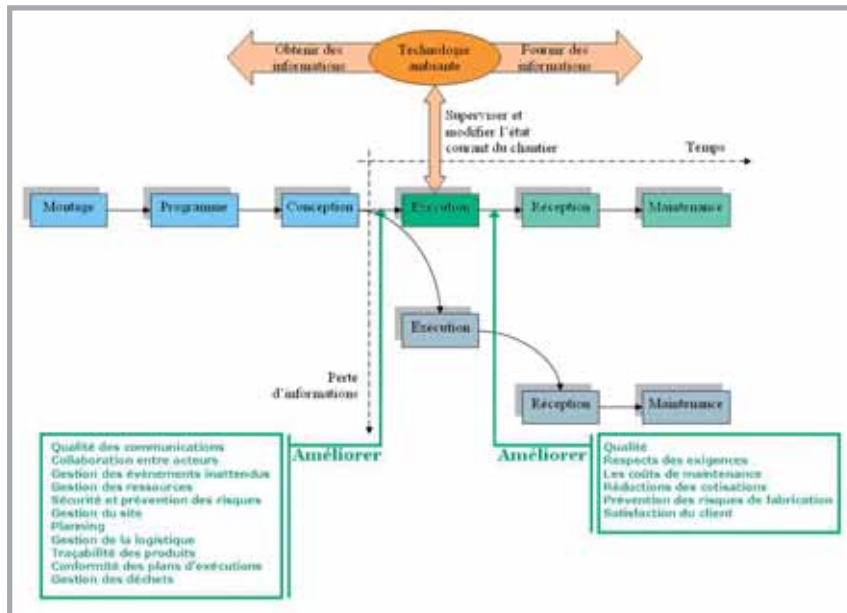 Obtenir des
informations
Technologie
ambiante
Fournir des
informations
Superviser et
modifier l'état
courant du chantier
Temps
Montage
Programme
Conception
Exécution
Réception
Maintenance
Exécution
Perte
d'informations
Réception
Maintenance
Améliorer
Améliorer
Qualité des communications
Collaboration entre acteurs
Gestion des évènements inattendus
Gestion des ressources
Sécurité et prévention des risques
Gestion du site
Planning
Gestion de la logistique
Traçabilité des produits
Conformité des plans d'exécutions
Gestion des déchets
Qualité
Respects des exigences
Les coûts de maintenance
Réductions des cotisations
Prévention des risques de fabrication
Satisfaction du client